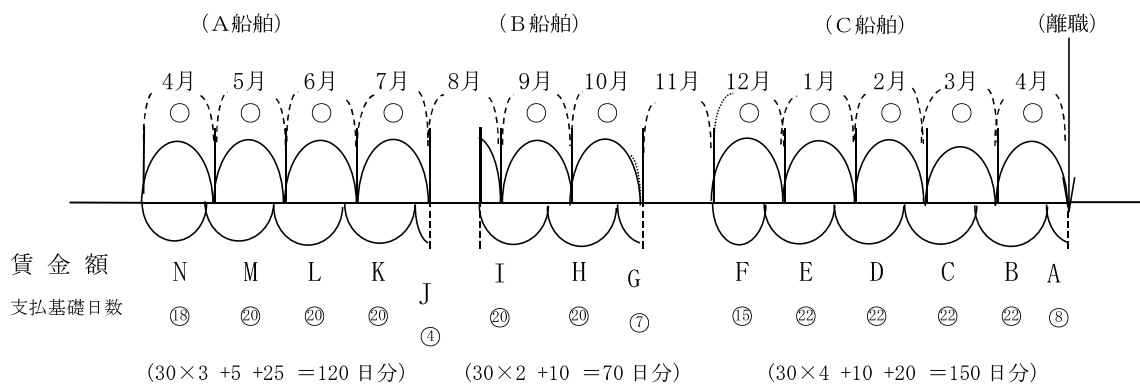 (A船舶) (B船舶) (C船舶) (離職)
4月 5月 6月 7月 8月 9月 10月 11月 12月 1月 2月 3月 4月
賃金額 N M L K J I H G F E D C B A
支払基礎日数 ⑱ ⑳ ⑳ ⑳ ④ ⑳ ⑳ ⑦ ⑮ ㉒ ㉒ ㉒ ㉒ ⑧
(30×3 +5 +25 =120 日分) (30×2 +10 =70 日分) (30×4 +10 +20 =150 日分)